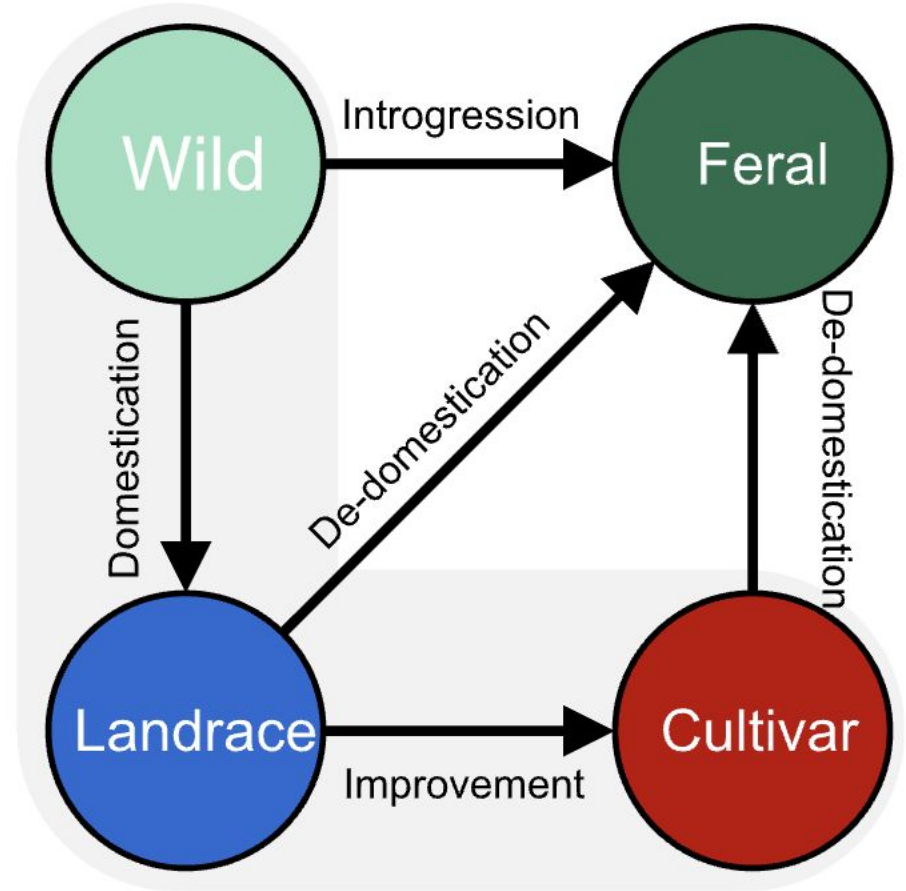 Wild
Introgression
Feral
Domestication
De-domestication
De-domestication
Landrace
Improvement
Cultivar